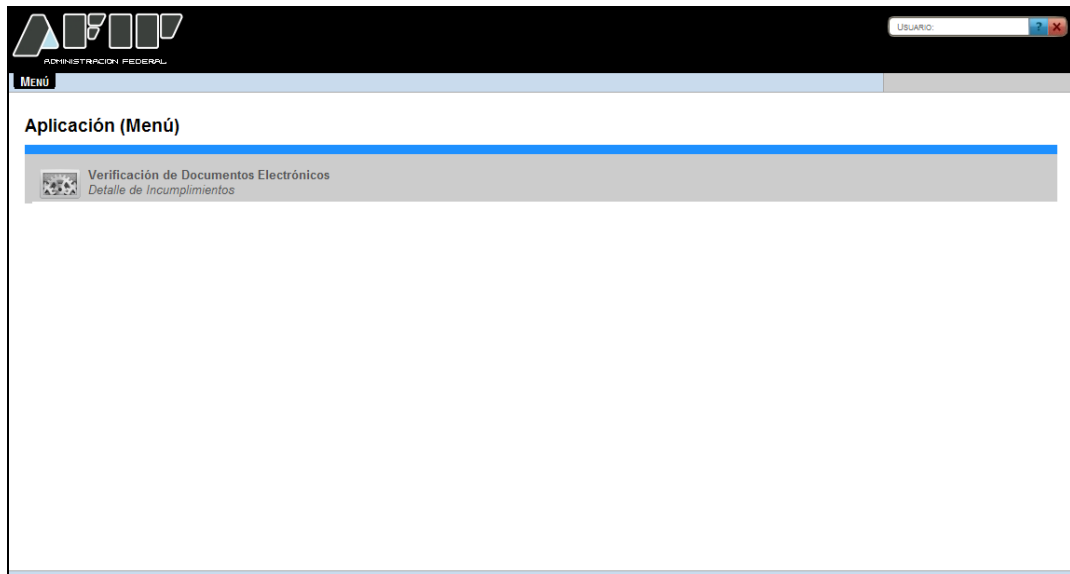 AFIP
ADMINISTRACION FEDERAL
USUARIO:
?
X
MENÚ
Aplicación (Menú)
Verificación de Documentos Electrónicos
Detalle de Incumplimientos